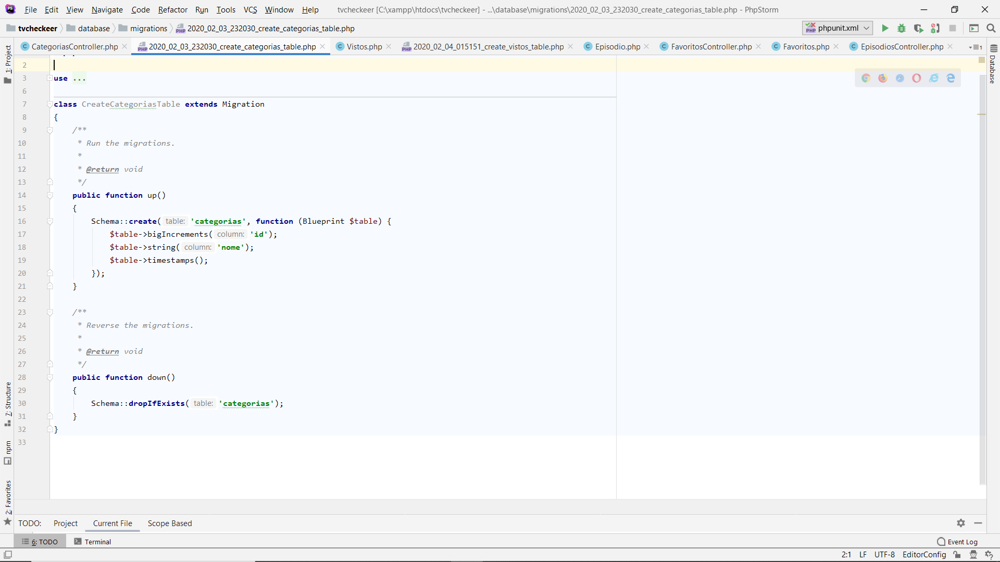 File Edit View Navigate Code Refactor Run Tools VCS Window Help tvcheckeer [C:\xampp\htdocs\tvcheckeer] - ...\database\migrations\2020_02_03_232030_create_categorias_table.php - PhpStorm
tvcheckeer database migrations 2020_02_03_232030_create_categorias_table.php phpunit.xml
CategoriasController.php 2020_02_03_232030_create_categorias_table.php Vistos.php 2020_02_04_015151_create_vistos_table.php Episodio.php FavoritosController.php Favoritos.php EpisodiosController.php 1
1: Project
Database
2
3 use ...
6
7 class CreateCategoriasTable extends Migration
8 {
9 /**
10 * Run the migrations.
11 *
12 * @return void
13 */
14 public function up()
15 {
16 Schema::create( table: 'categorias', function (Blueprint $table) {
17 $table->bigIncrements( column: 'id');
18 $table->string( column: 'nome');
19 $table->timestamps();
20 });
21 }
22
23 /**
24 * Reverse the migrations.
25 *
26 * @return void
27 */
28 public function down()
29 {
30 Schema::dropIfExists( table: 'categorias');
31 }
32 }
33
7: Structure
npm
2: Favorites
TODO: Project Current File Scope Based
6: TODO Terminal Event Log
2:1 LF UTF-8 EditorConfig